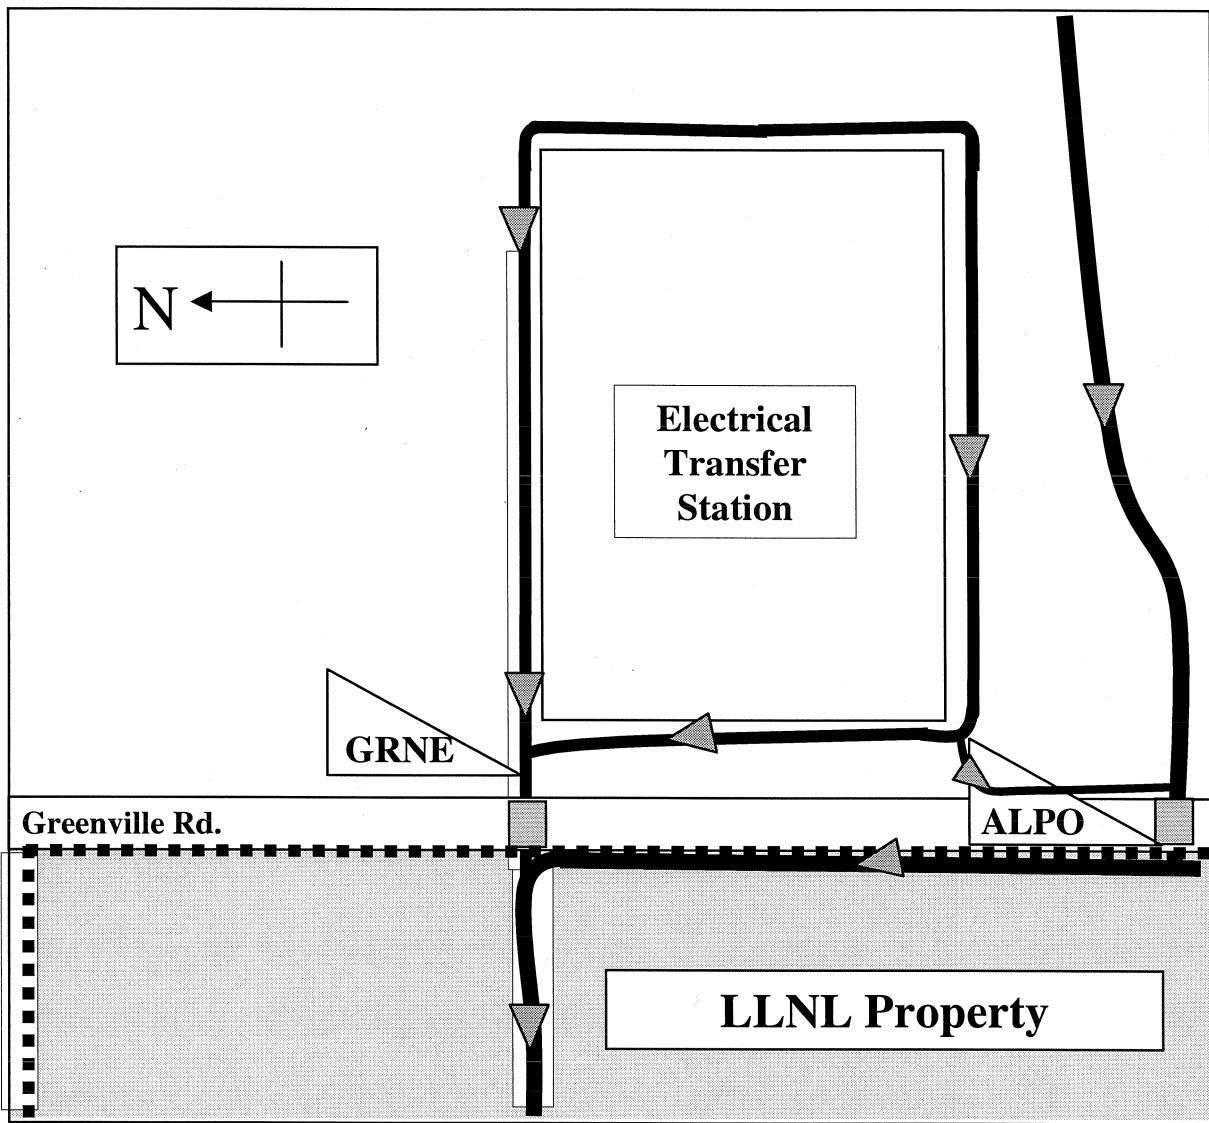 N
Electrical
Transfer
Station
GRNE
Greenville Rd.
ALPO
LLNL Property